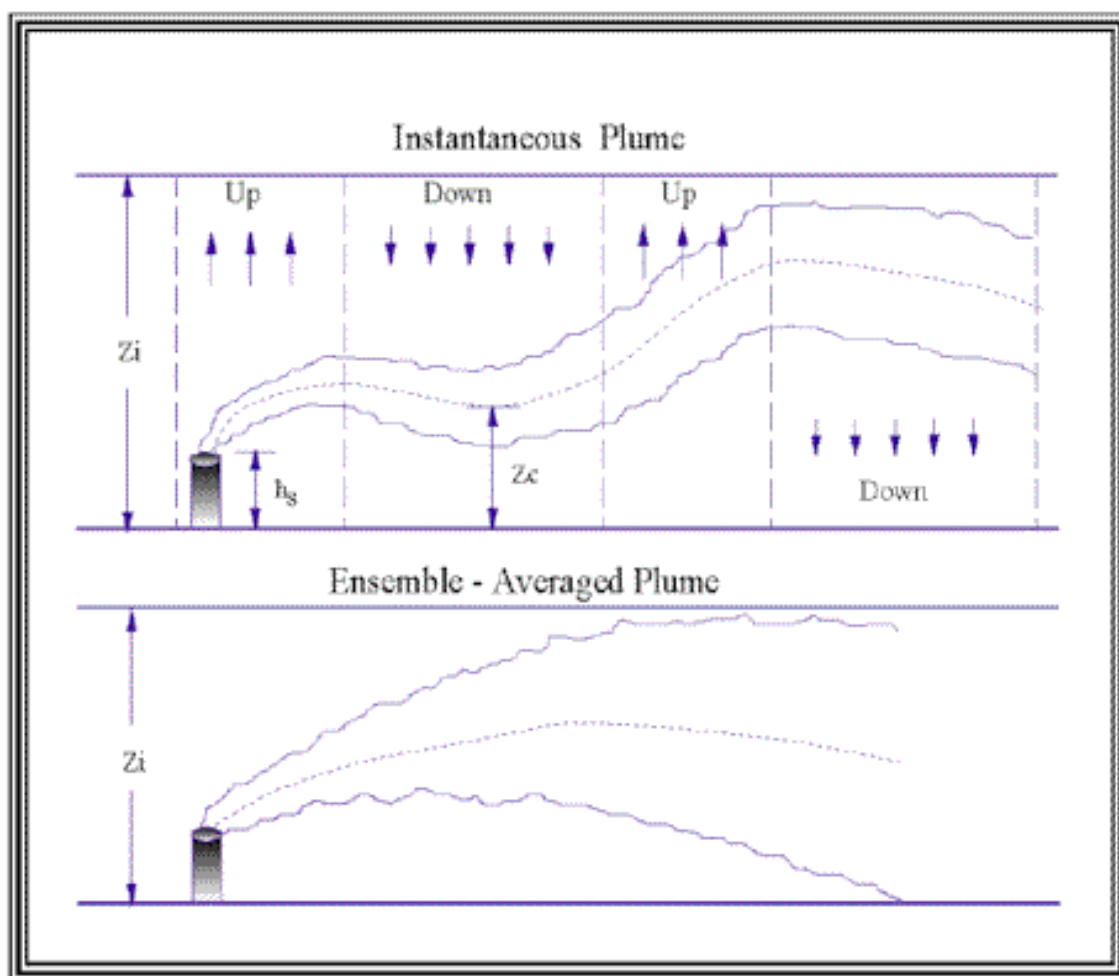 Instantaneous Plume
Up
Down
Up
Zi
hs
Zc
Down
Ensemble - Averaged Plume
Zi